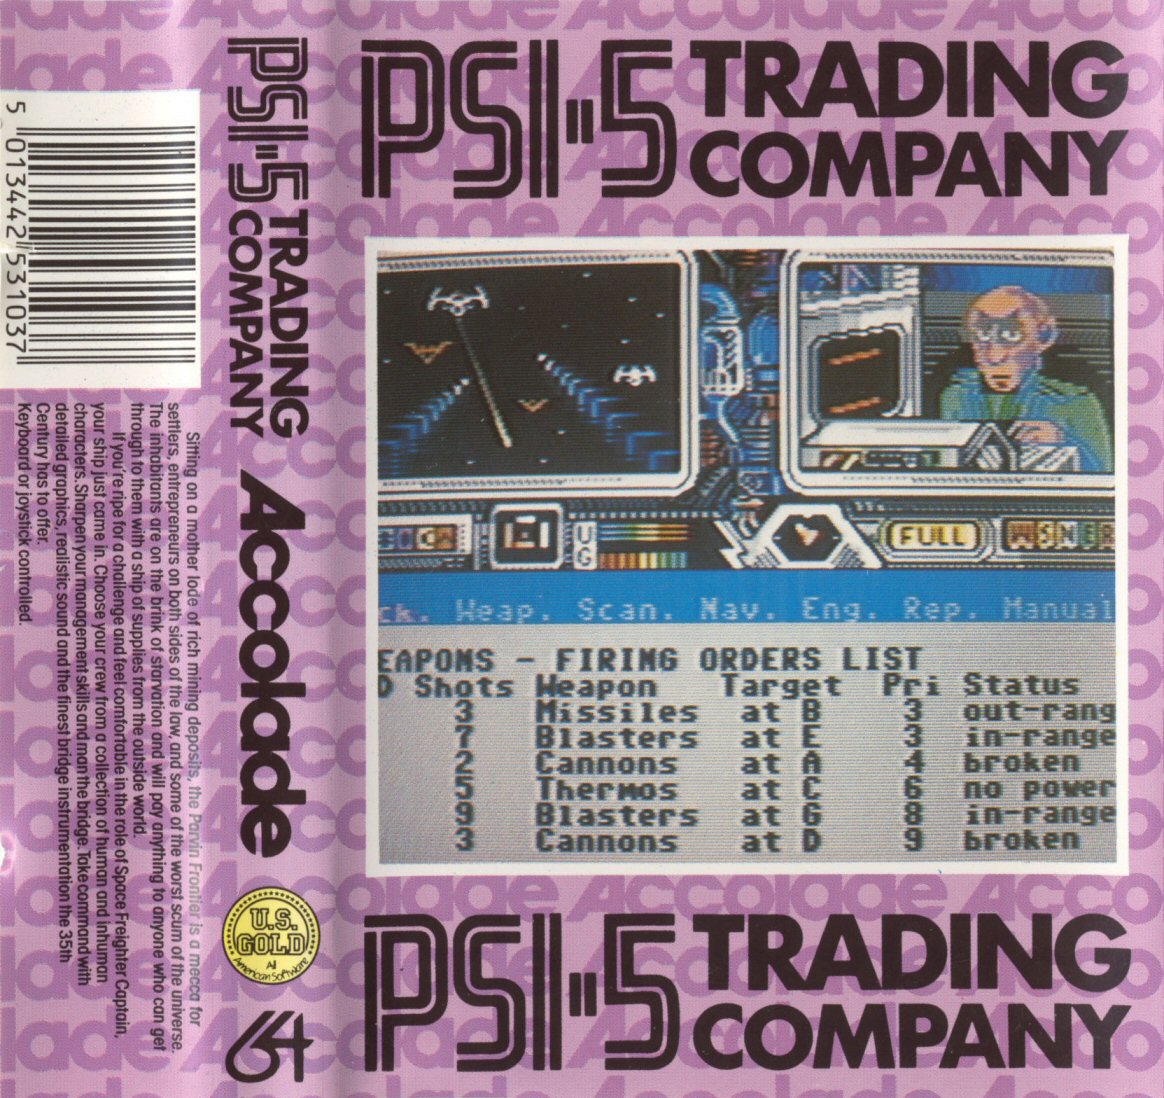 PSI-5 TRADING
COMPANY
ck. Weap. Scan. Nav. Eng. Rep. Manual
EAPONS - FIRING ORDERS LIST
D Shots Weapon Target Pri Status
3 Missiles at B 3 out-rang
7 Blasters at E 3 in-range
2 Cannons at A 4 broken
5 Thermos at C 6 no power
9 Blasters at G 8 in-range
3 Cannons at D 9 broken
U
G
FULL
PSI-5 TRADING
COMPANY
PSI-5 TRADING
COMPANY
Accolade
U.S.
GOLD
All
American Software
64
5 013442 531037
Sitting on a mother lode of rich mining deposits, the Parvin Frontier is a mecca for
settlers, entrepreneurs on both sides of the law, and some of the worst scum of the universe.
The inhabitants are on the brink of starvation and will pay anything to anyone who can get
through to them with a ship of supplies from the outside world.
If you're ripe for a challenge and feel comfortable in the role of Space Freighter Captain,
your ship just came in. Choose your crew from a collection of human and inhuman
characters. Sharpen your management skills and man the bridge. Take command with
detailed graphics, realistic sound and the finest bridge instrumentation the 35th
Century has to offer.
Keyboard or joystick controlled.